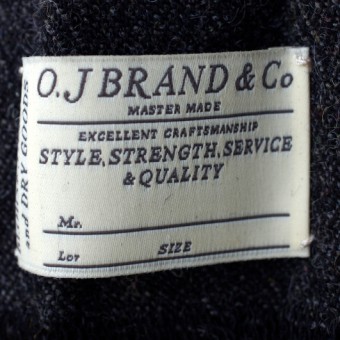 O.J BRAND & Co
MASTER MADE
EXCELLENT CRAFTSMANSHIP
STYLE, STRENGTH, SERVICE
& QUALITY
Mr.
Lot SIZE
and DRY GOODS